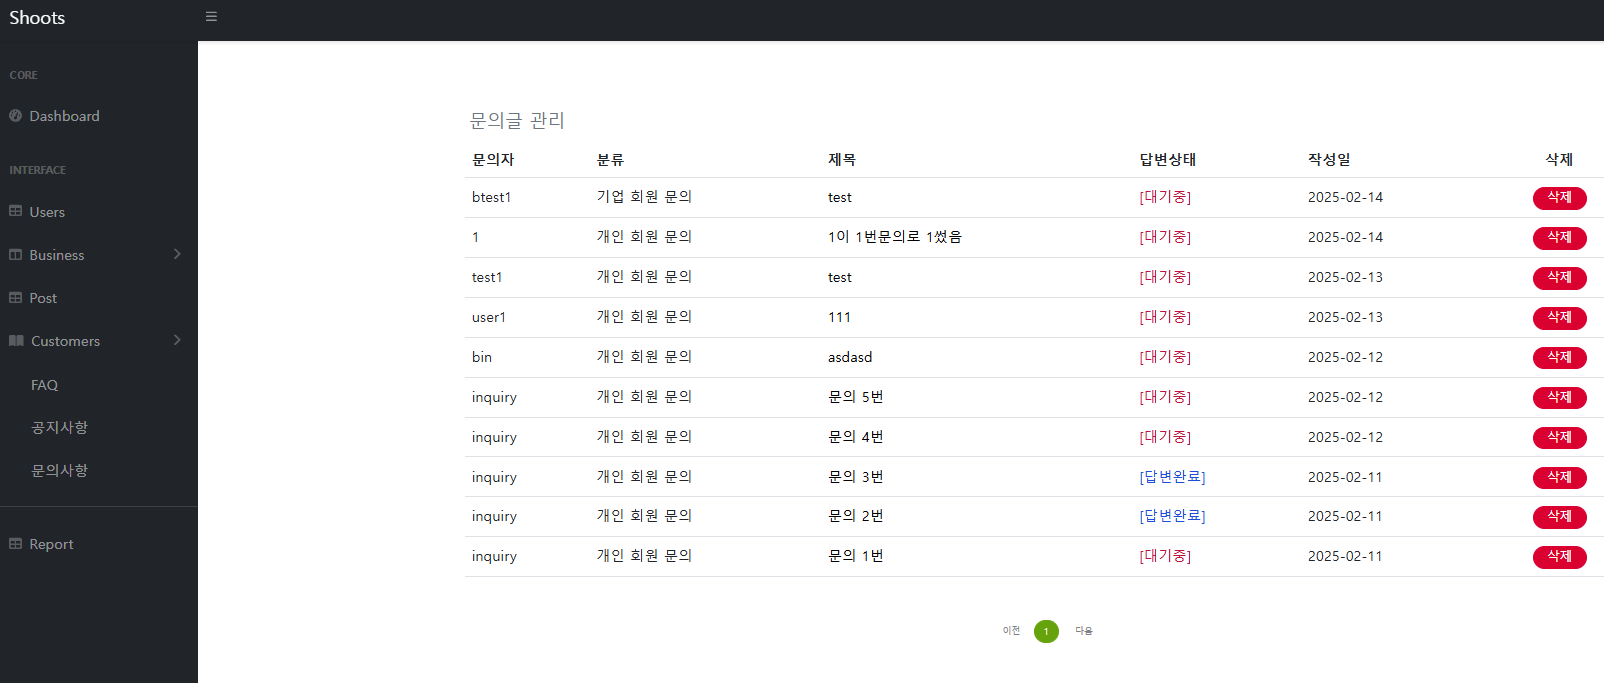 Shoots
CORE
Dashboard
INTERFACE
Users
Business
Post
Customers
FAQ
공지사항
문의사항
Report
문의글 관리
문의자 분류 제목 답변상태 작성일 삭제
btest1 기업 회원 문의 test [대기중] 2025-02-14 삭제
1 개인 회원 문의 1이 1번문의로 1썼음 [대기중] 2025-02-14 삭제
test1 개인 회원 문의 test [대기중] 2025-02-13 삭제
user1 개인 회원 문의 111 [대기중] 2025-02-13 삭제
bin 개인 회원 문의 asdasd [대기중] 2025-02-12 삭제
inquiry 개인 회원 문의 문의 5번 [대기중] 2025-02-12 삭제
inquiry 개인 회원 문의 문의 4번 [대기중] 2025-02-12 삭제
inquiry 개인 회원 문의 문의 3번 [답변완료] 2025-02-11 삭제
inquiry 개인 회원 문의 문의 2번 [답변완료] 2025-02-11 삭제
inquiry 개인 회원 문의 문의 1번 [대기중] 2025-02-11 삭제
이전 1 다음